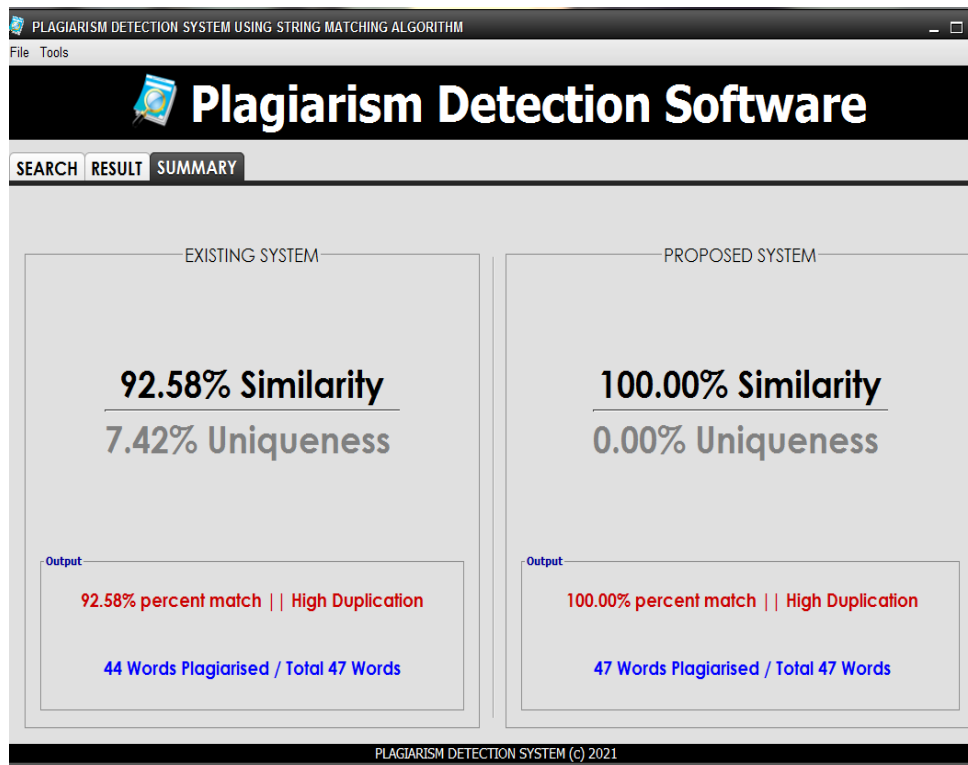 PLAGIARISM DETECTION SYSTEM USING STRING MATCHING ALGORITHM
File Tools
Plagiarism Detection Software
SEARCH RESULT SUMMARY
EXISTING SYSTEM
92.58% Similarity
7.42% Uniqueness
Output
92.58% percent match || High Duplication
44 Words Plagiarised / Total 47 Words
PROPOSED SYSTEM
100.00% Similarity
0.00% Uniqueness
Output
100.00% percent match || High Duplication
47 Words Plagiarised / Total 47 Words
PLAGIARISM DETECTION SYSTEM (c) 2021